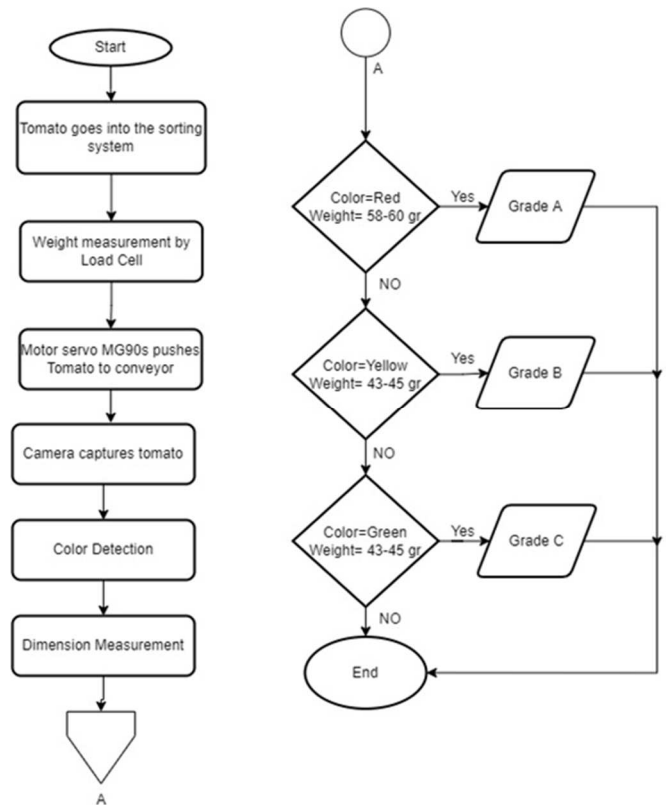 Start
Tomato goes into the sorting
system
Weight measurement by
Load Cell
Motor servo MG90s pushes
Tomato to conveyor
Camera captures tomato
Color Detection
Dimension Measurement
A
A
Color=Red
Weight= 58-60 gr
Yes
Grade A
NO
Color=Yellow
Weight= 43-45 gr
Yes
Grade B
NO
Color=Green
Weight= 43-45 gr
Yes
Grade C
NO
End